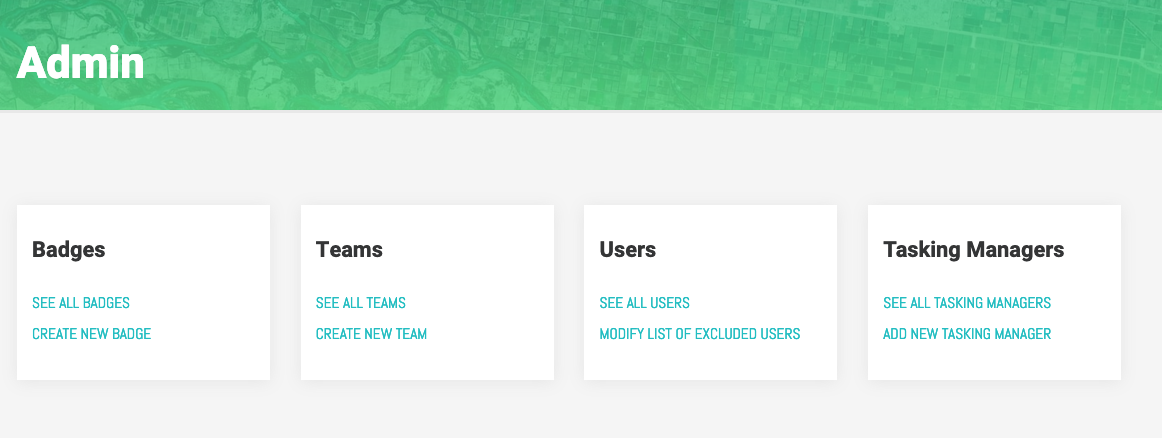 Admin
Badges
SEE ALL BADGES
CREATE NEW BADGE
Teams
SEE ALL TEAMS
CREATE NEW TEAM
Users
SEE ALL USERS
MODIFY LIST OF EXCLUDED USERS
Tasking Managers
SEE ALL TASKING MANAGERS
ADD NEW TASKING MANAGER